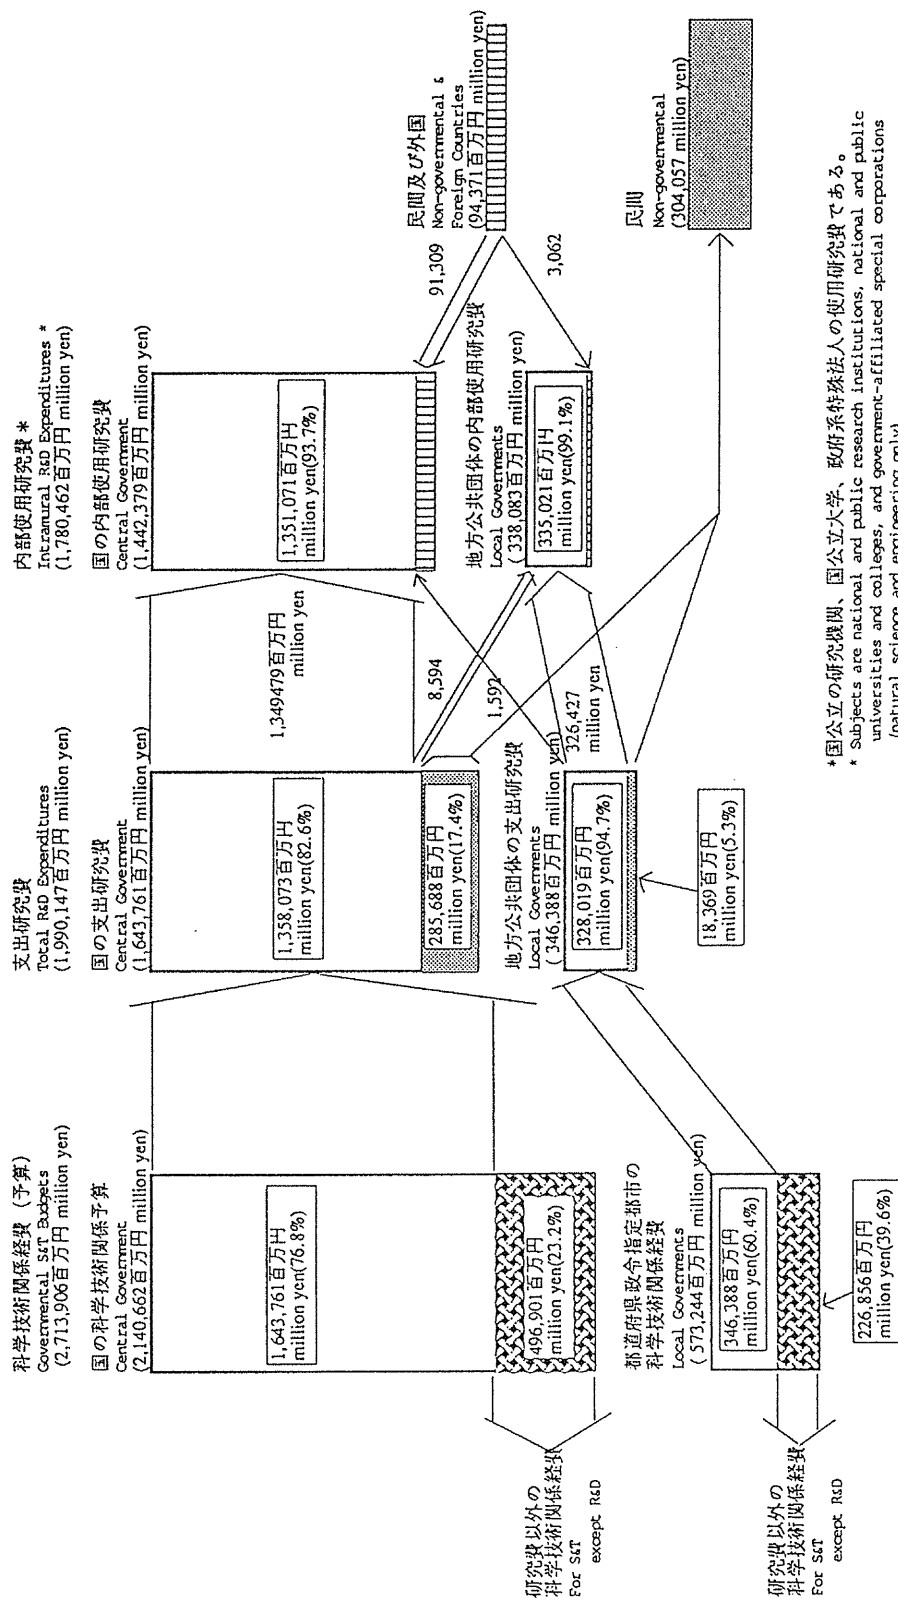 科学技術関係経費 (予算)
Governmental S&T Budgets
(2,713,906百万円 million yen)
国の科学技術関係予算
Central Government
(2,140,662百万円 million yen)
1,643,761百万円
million yen(76.8%)
496,901百万円
million yen(23.2%)
研究費以外の
科学技術関係経費
For S&T
except R&D
都道府県政令指定都市の
科学技術関係経費
Local Governments
( 573,244百万円 million yen)
346,388百万円
million yen(60.4%)
226,856百万円
million yen(39.6%)
研究費以外の
科学技術関係経費
For S&T
except R&D
支出研究費
Total R&D Expenditures
(1,990,147百万円 million yen)
国の支出研究費
Central Government
(1,643,761百万円 million yen)
1,358,073百万円
million yen(82.6%)
285,688百万円
million yen(17.4%)
地方公共団体の支出研究費
Local Governments
( 346,388百万円 million yen)
328,019百万円
million yen(94.7%)
18,369百万円
million yen(5.3%)
1,349479百万円
million yen
8,594
1,592
326,427
million yen
内部使用研究費 *
Intramural R&D Expenditures *
(1,780,462百万円 million yen)
国の内部使用研究費
Central Government
(1,442,379百万円 million yen)
1,351,071百万円
million yen(93.7%)
地方公共団体の内部使用研究費
Local Governments
( 338,083百万円 million yen)
335,021百万円
million yen(99.1%)
91,309
3,062
民間及び外国
Non-governmental &
Foreign Countries
(94,371百万円 million yen)
民間
Non-governmental
(304,057 million yen)
*国公立の研究機関、国公立大学、政府系特殊法人の使用研究費である。
* Subjects are national and public research institutions, national and public
universities and colleges, and government-affiliated special corporations
(natural science and engineering only)